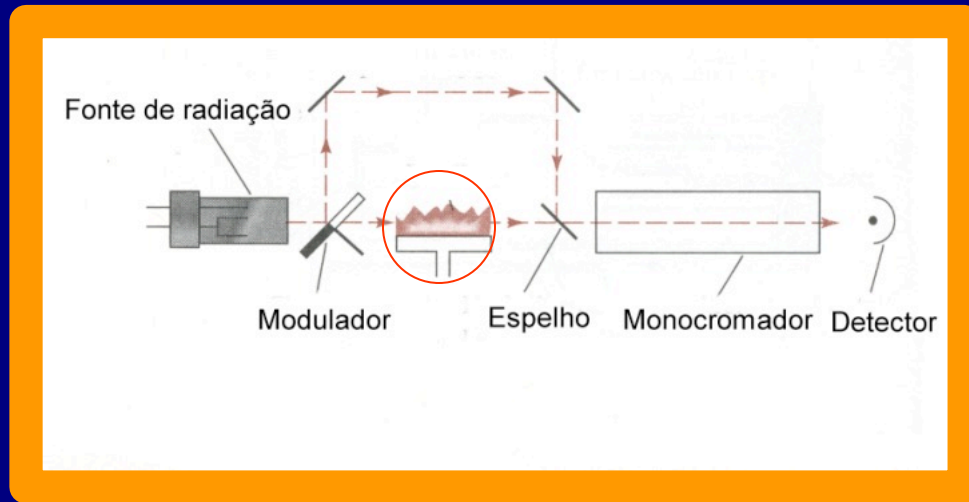 Fonte de radiação
Modulador
Espelho
Monocromador
Detector